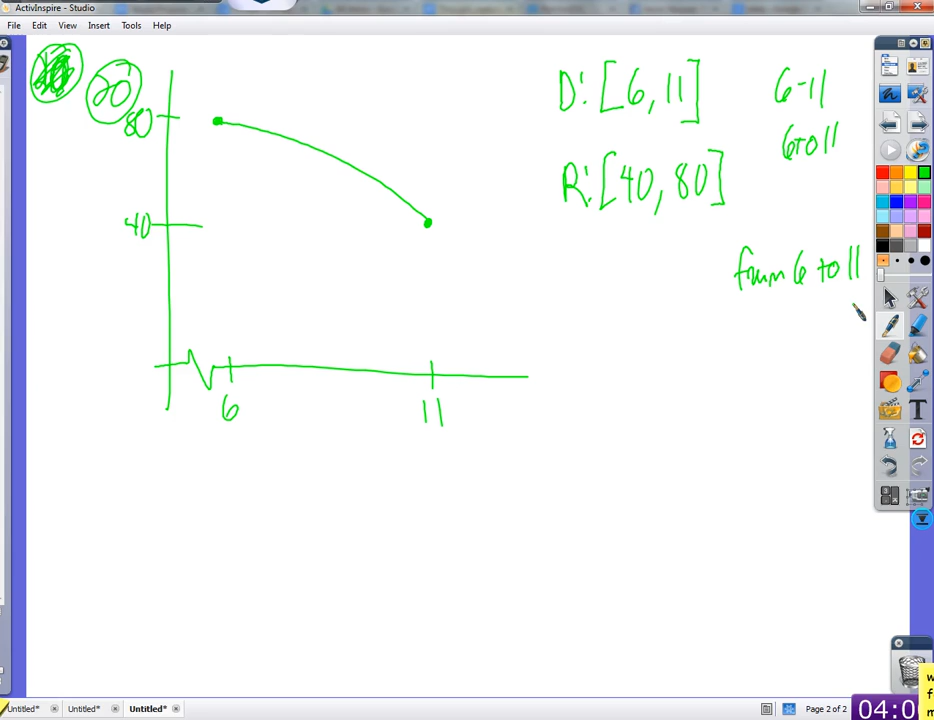 ActivInspire - Studio
File Edit View Insert Tools Help
20
80
40
6
11
D: [6, 11]
R: [40, 80]
6-11
6 to 11
from 6 to 11
Untitled* Untitled* Untitled*
Page 2 of 2
04:0
w
f
m